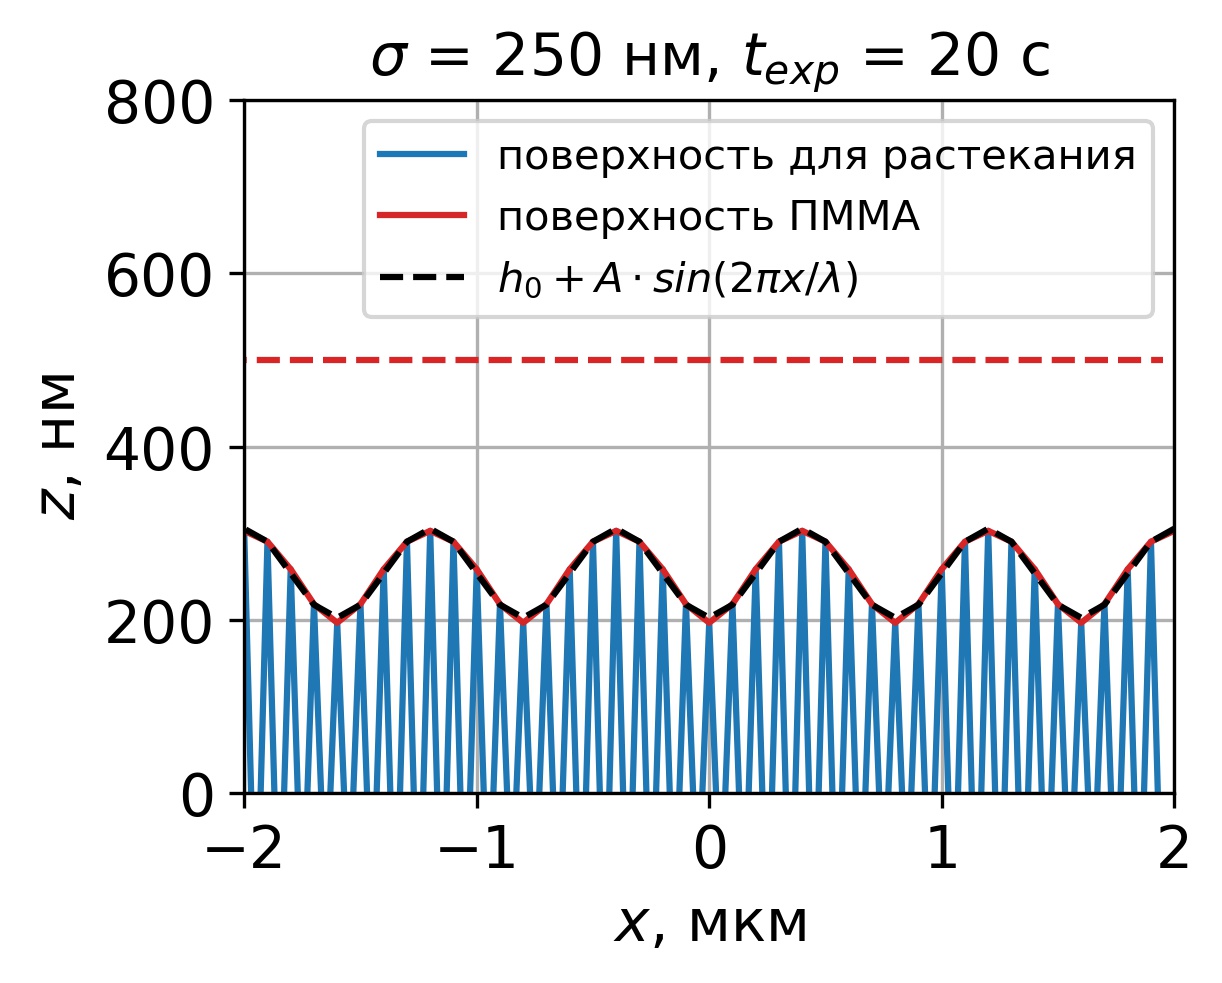 σ = 250 нм, t_exp = 20 с
800
поверхность для растекания
поверхность ПММА
h₀ + A · sin(2πx/λ)
600
400
200
0
z, нм
−2 −1 0 1 2
x, мкм